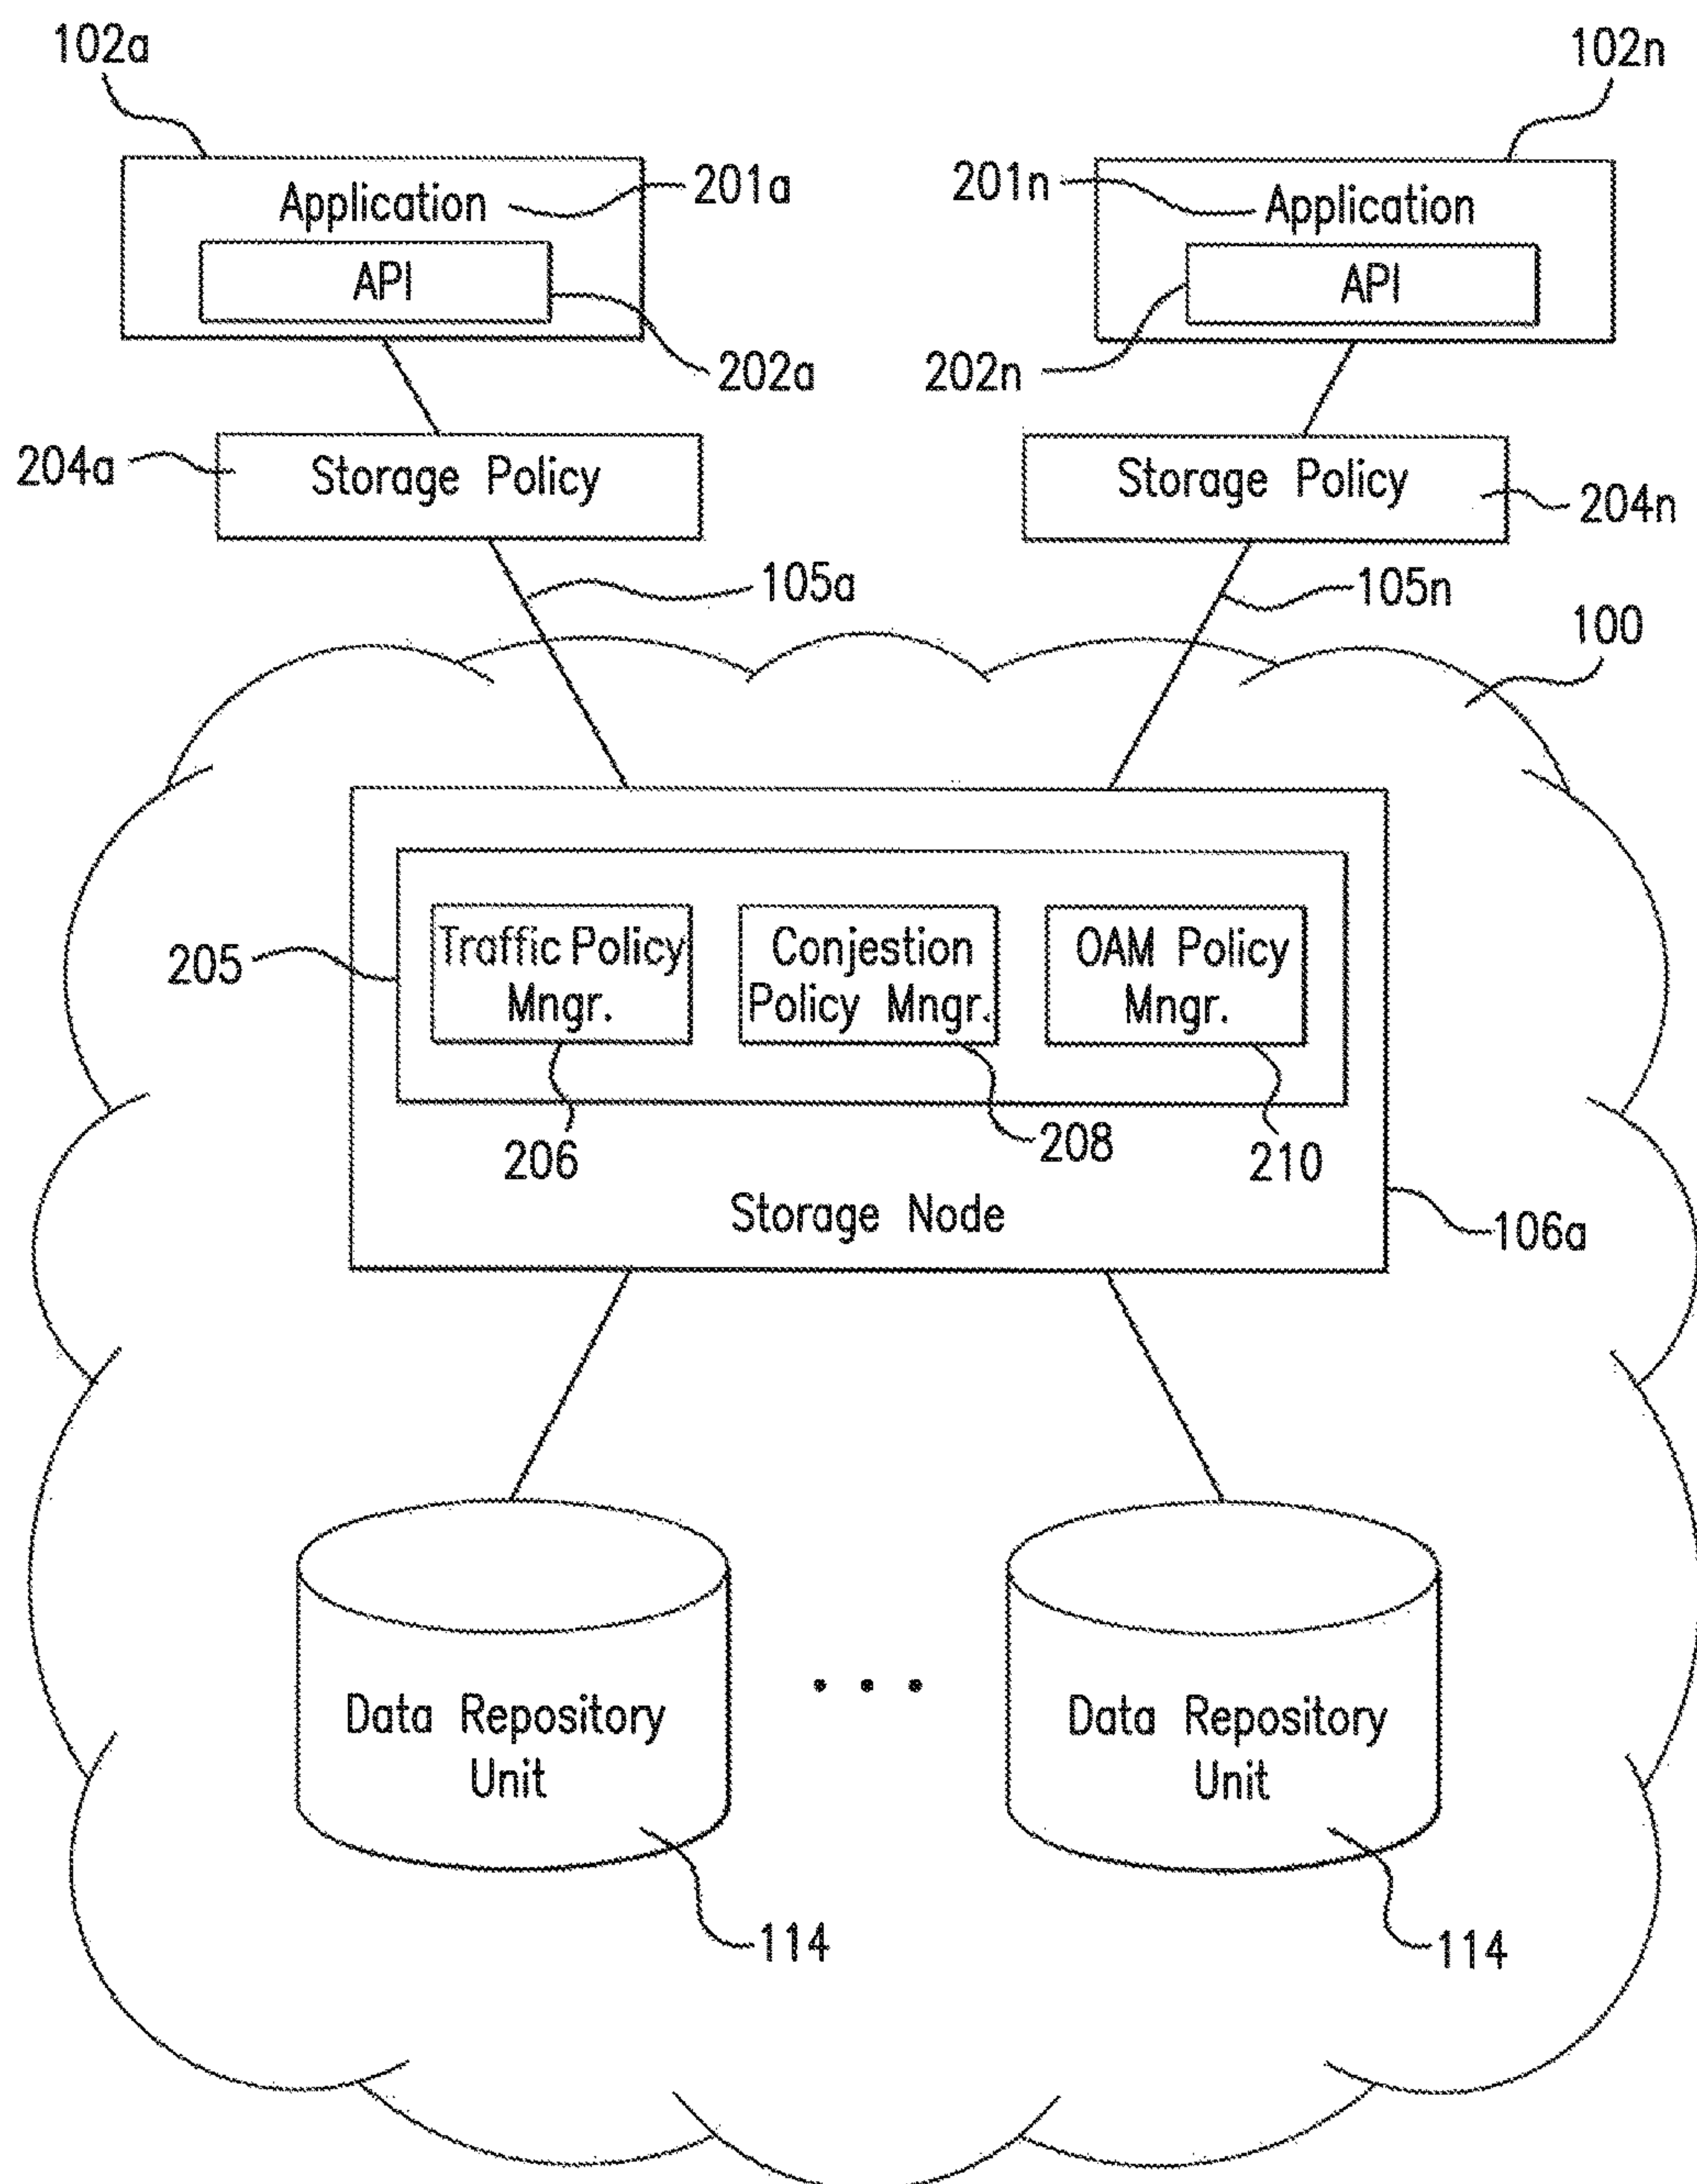 102a
102n
Application
201a
201n
Application
API
API
202a
202n
204a
Storage Policy
Storage Policy
204n
105a
105n
100
205
Traffic Policy
Mngr.
Conjestion
Policy Mngr.
OAM Policy
Mngr.
206
208
210
Storage Node
106a
Data Repository
Unit
. . .
Data Repository
Unit
114
114